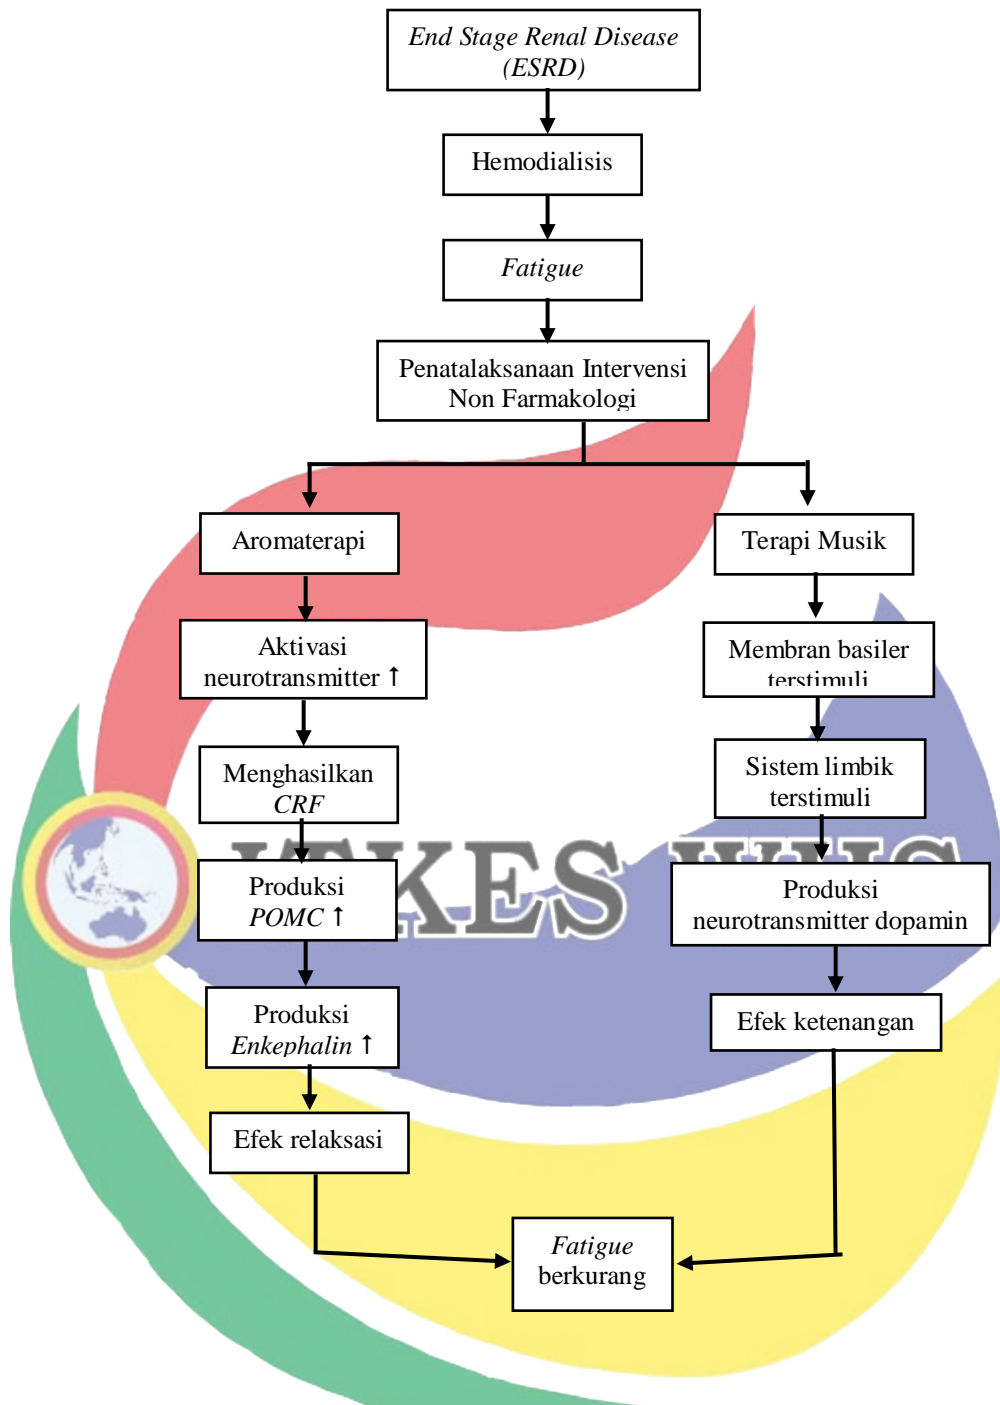 End Stage Renal Disease
(ESRD)
Hemodialisis
Fatigue
Penatalaksanaan Intervensi
Non Farmakologi
Aromaterapi
Terapi Musik
Aktivasi
neurotransmitter ↑
Membran basiler
terstimuli
Menghasilkan
CRF
Sistem limbik
terstimuli
Produksi
POMC ↑
Produksi
neurotransmitter dopamin
Produksi
Enkephalin ↑
Efek ketenangan
Efek relaksasi
Fatigue
berkurang